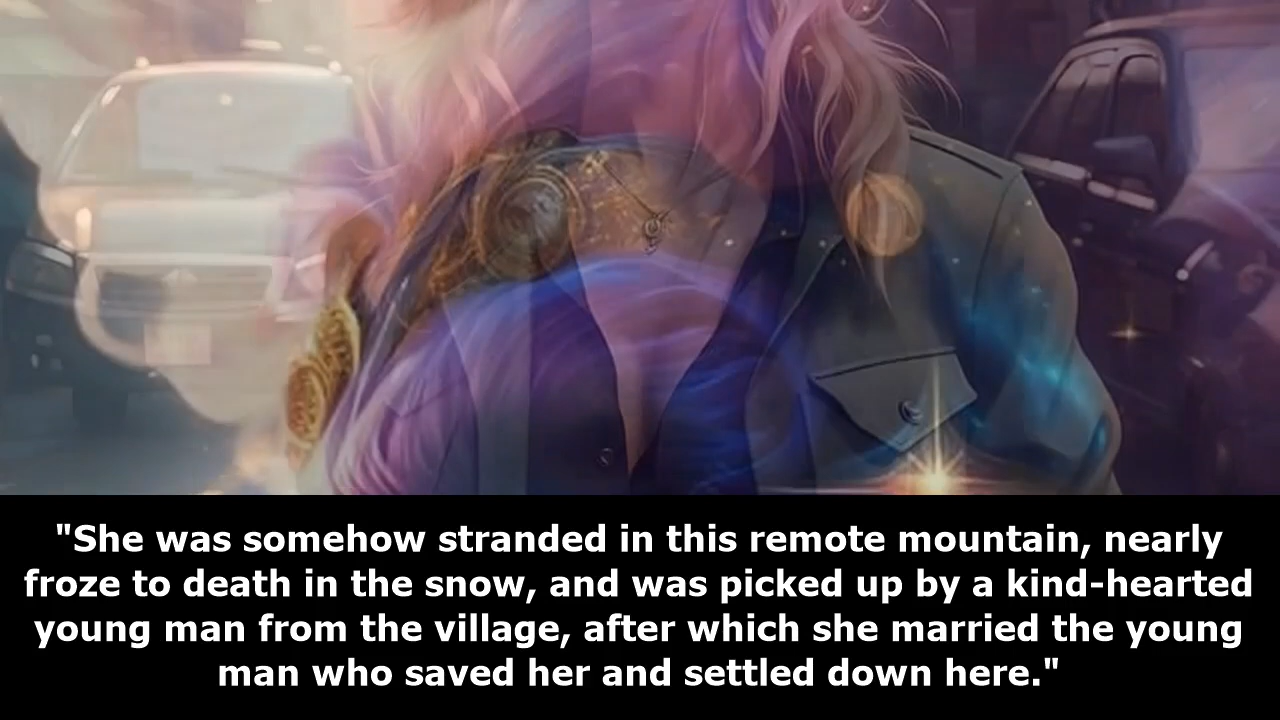 "She was somehow stranded in this remote mountain, nearly
froze to death in the snow, and was picked up by a kind-hearted
young man from the village, after which she married the young
man who saved her and settled down here."